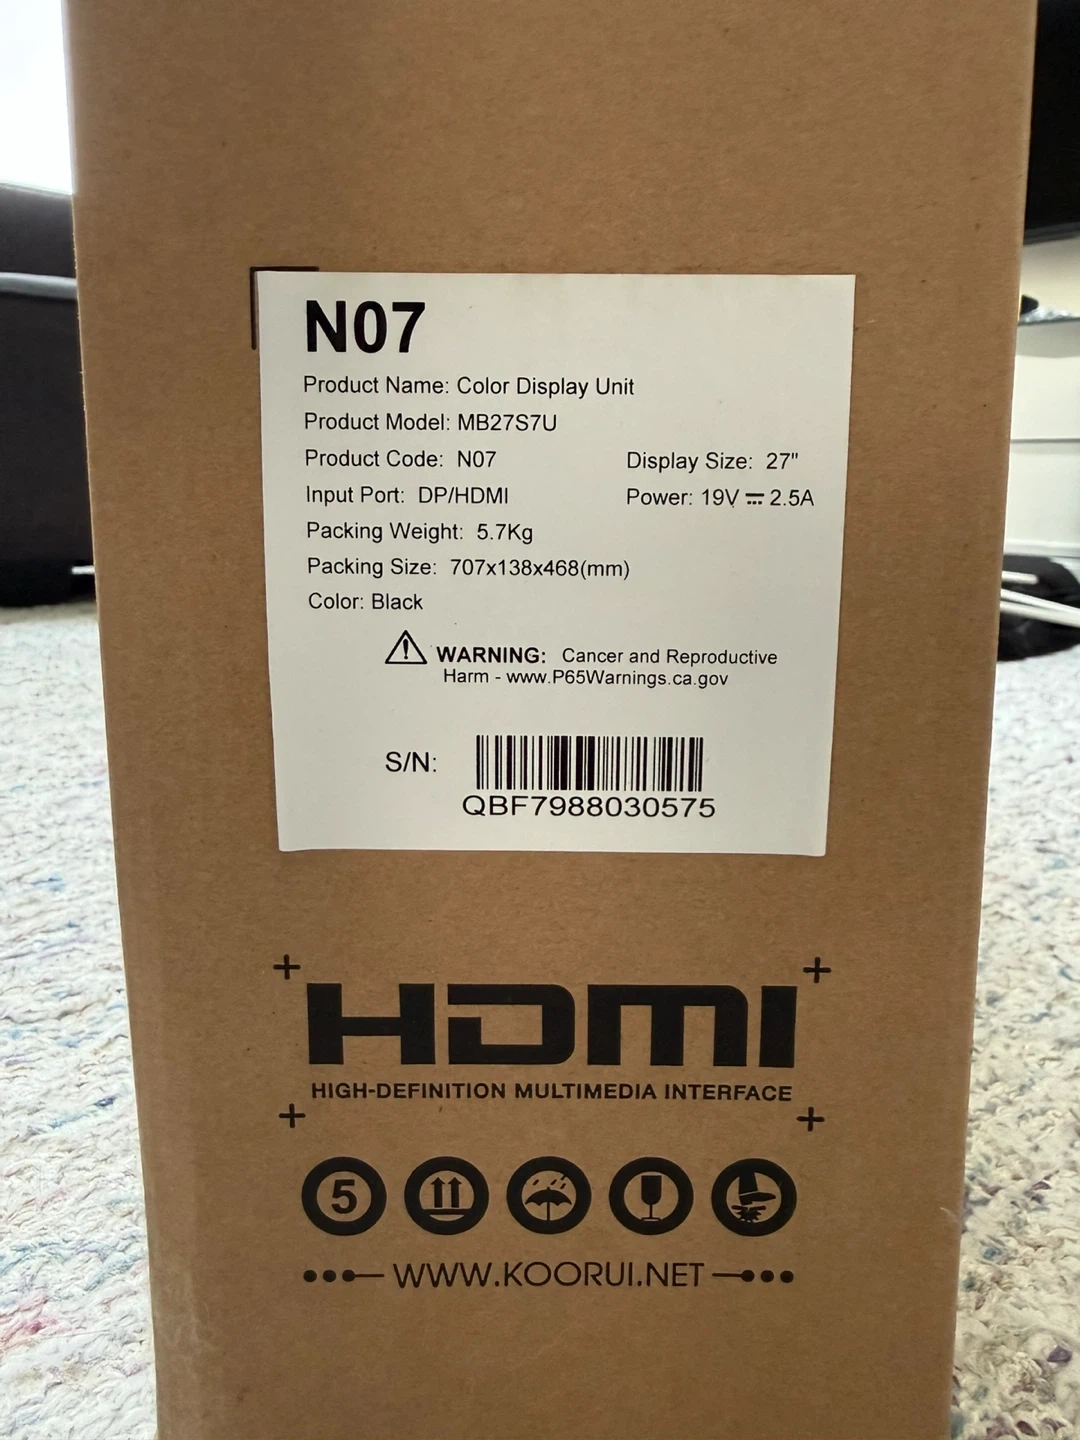 N07
Product Name: Color Display Unit
Product Model: MB27S7U
Product Code: N07 Display Size: 27"
Input Port: DP/HDMI Power: 19V ⎓ 2.5A
Packing Weight: 5.7Kg
Packing Size: 707x138x468(mm)
Color: Black
WARNING: Cancer and Reproductive
Harm - www.P65Warnings.ca.gov
S/N:
QBF7988030575
HDMI
HIGH-DEFINITION MULTIMEDIA INTERFACE
5
WWW.KOORUI.NET